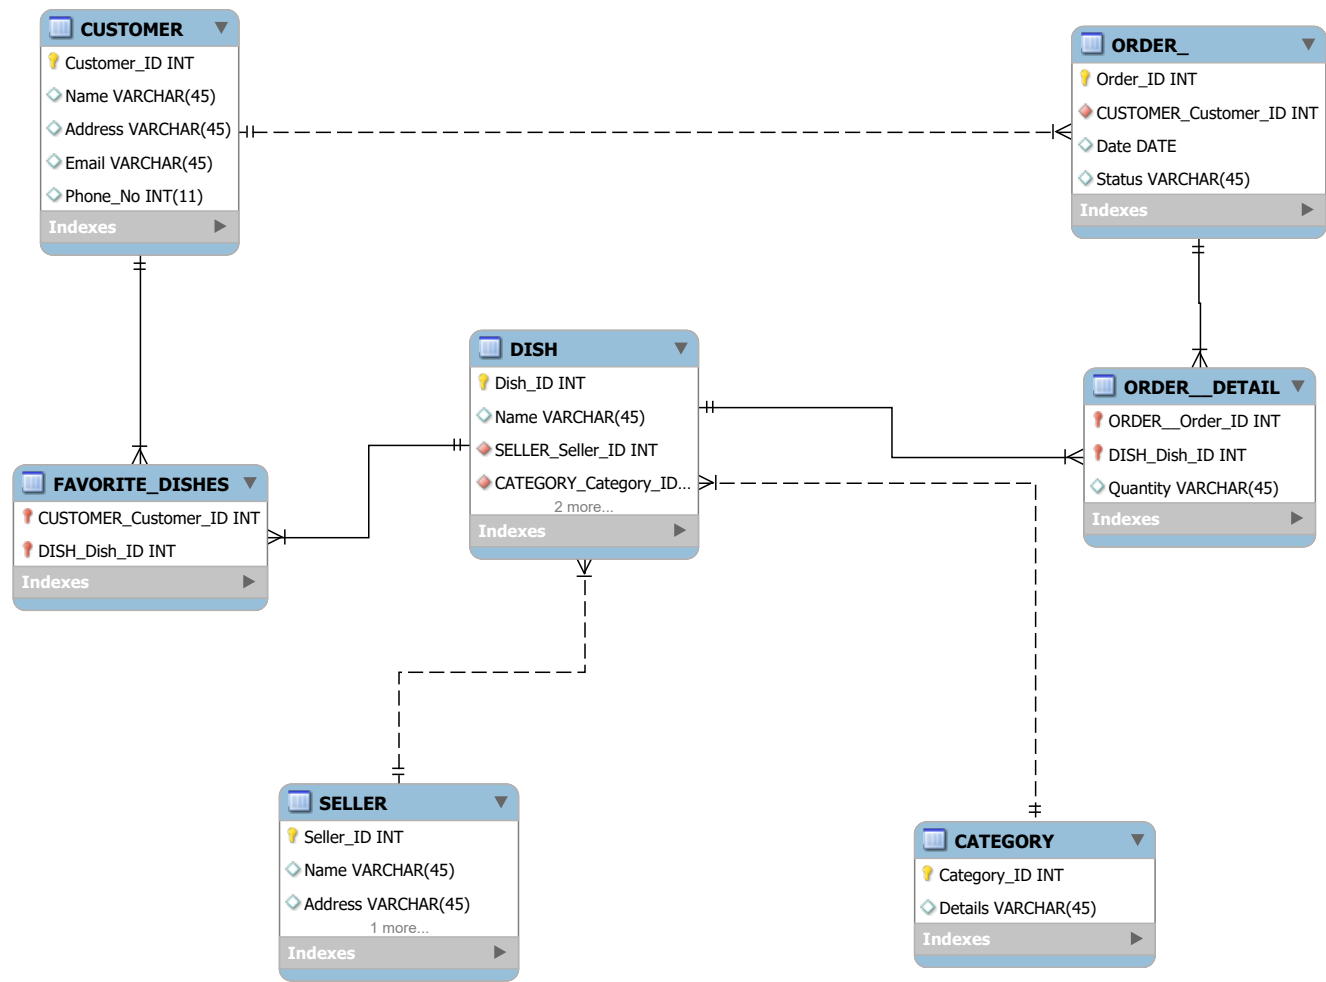 CUSTOMER
Customer_ID INT
Name VARCHAR(45)
Address VARCHAR(45)
Email VARCHAR(45)
Phone_No INT(11)
Indexes
ORDER_
Order_ID INT
CUSTOMER_Customer_ID INT
Date DATE
Status VARCHAR(45)
Indexes
DISH
Dish_ID INT
Name VARCHAR(45)
SELLER_Seller_ID INT
CATEGORY_Category_ID...
2 more...
Indexes
ORDER__DETAIL
ORDER__Order_ID INT
DISH_Dish_ID INT
Quantity VARCHAR(45)
Indexes
FAVORITE_DISHES
CUSTOMER_Customer_ID INT
DISH_Dish_ID INT
Indexes
SELLER
Seller_ID INT
Name VARCHAR(45)
Address VARCHAR(45)
1 more...
Indexes
CATEGORY
Category_ID INT
Details VARCHAR(45)
Indexes